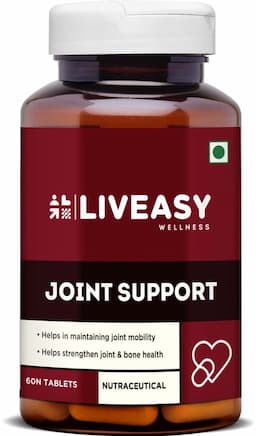 LIVEASY
WELLNESS
JOINT SUPPORT
• Helps in maintaining joint mobility
• Helps strengthen joint & bone health
60N TABLETS
NUTRACEUTICAL